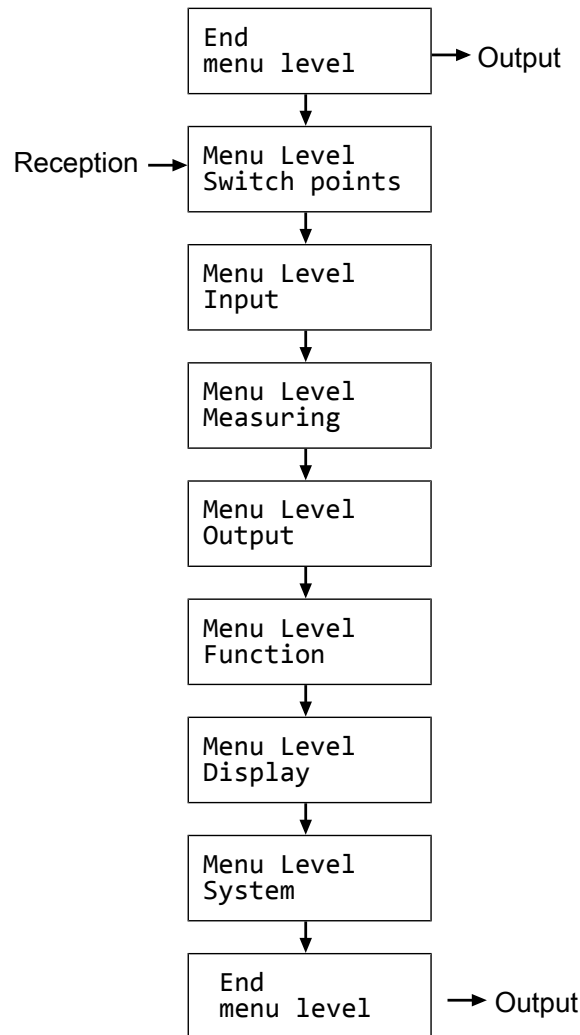 End
menu level
Output
Reception
Menu Level
Switch points
Menu Level
Input
Menu Level
Measuring
Menu Level
Output
Menu Level
Function
Menu Level
Display
Menu Level
System
End
menu level
Output